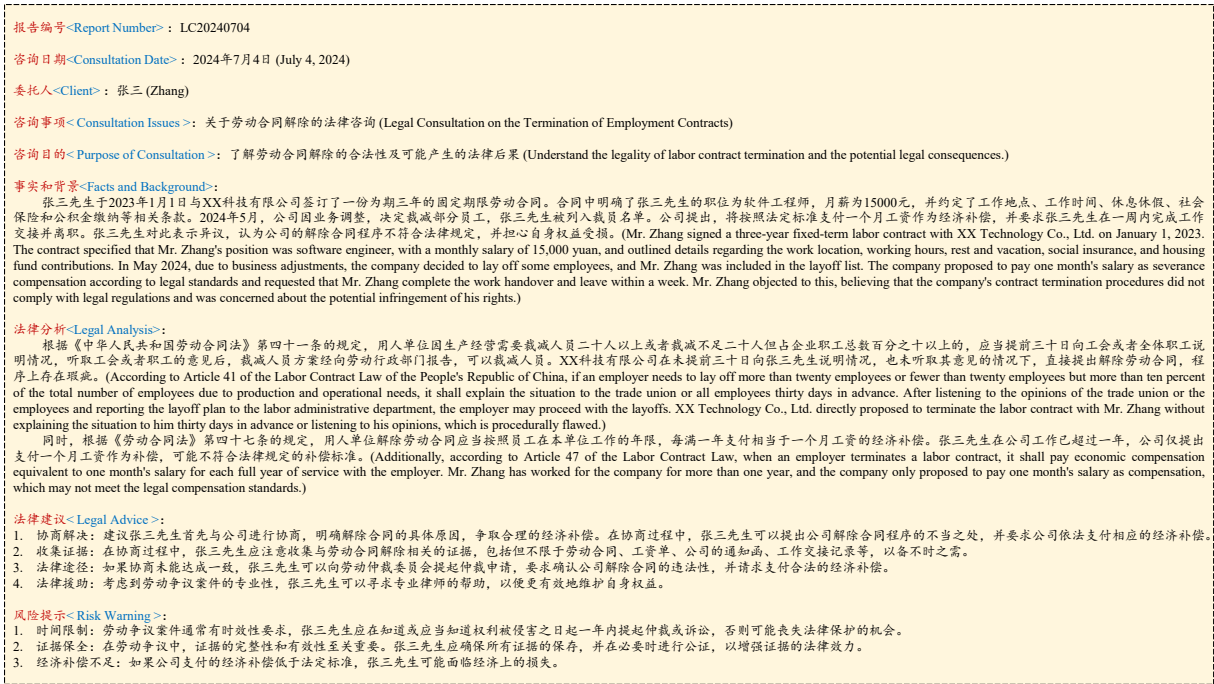 报告编号<Report Number>：LC20240704
咨询日期<Consultation Date>：2024年7月4日 (July 4, 2024)
委托人<Client>：张三 (Zhang)
咨询事项< Consultation Issues >：关于劳动合同解除的法律咨询 (Legal Consultation on the Termination of Employment Contracts)
咨询目的< Purpose of Consultation >：了解劳动合同解除的合法性及可能产生的法律后果 (Understand the legality of labor contract termination and the potential legal consequences.)
事实和背景<Facts and Background>：
张三先生于2023年1月1日与XX科技有限公司签订了一份为期三年的固定期限劳动合同。合同中明确了张三先生的职位为软件工程师，月薪为15000元，并约定了工作地点、工作时间、休息休假、社会
保险和公积金缴纳等相关条款。2024年5月，公司因业务调整，决定裁减部分员工，张三先生被列入裁员名单。公司提出，将按照法定标准支付一个月工资作为经济补偿，并要求张三先生在一周内完成工作
交接并离职。张三先生对此表示异议，认为公司的解除合同程序不符合法律规定，并担心自身权益受损。(Mr. Zhang signed a three-year fixed-term labor contract with XX Technology Co., Ltd. on January 1, 2023.
The contract specified that Mr. Zhang's position was software engineer, with a monthly salary of 15,000 yuan, and outlined details regarding the work location, working hours, rest and vacation, social insurance, and housing
fund contributions. In May 2024, due to business adjustments, the company decided to lay off some employees, and Mr. Zhang was included in the layoff list. The company proposed to pay one month's salary as severance
compensation according to legal standards and requested that Mr. Zhang complete the work handover and leave within a week. Mr. Zhang objected to this, believing that the company's contract termination procedures did not
comply with legal regulations and was concerned about the potential infringement of his rights.)
法律分析<Legal Analysis>：
根据《中华人民共和国劳动合同法》第四十一条的规定，用人单位因生产经营需要裁减人员二十人以上或者裁减不足二十人但占企业职工总数百分之十以上的，应当提前三十日向工会或者全体职工说
明情况，听取工会或者职工的意见后，裁减人员方案经向劳动行政部门报告，可以裁减人员。XX科技有限公司在未提前三十日向张三先生说明情况，也未听取其意见的情况下，直接提出解除劳动合同，程
序上存在瑕疵。(According to Article 41 of the Labor Contract Law of the People's Republic of China, if an employer needs to lay off more than twenty employees or fewer than twenty employees but more than ten percent
of the total number of employees due to production and operational needs, it shall explain the situation to the trade union or all employees thirty days in advance. After listening to the opinions of the trade union or the
employees and reporting the layoff plan to the labor administrative department, the employer may proceed with the layoffs. XX Technology Co., Ltd. directly proposed to terminate the labor contract with Mr. Zhang without
explaining the situation to him thirty days in advance or listening to his opinions, which is procedurally flawed.)
同时，根据《劳动合同法》第四十七条的规定，用人单位解除劳动合同应当按照员工在本单位工作的年限，每满一年支付相当于一个月工资的经济补偿。张三先生在公司工作已超过一年，公司仅提出
支付一个月工资作为补偿，可能不符合法律规定的补偿标准。(Additionally, according to Article 47 of the Labor Contract Law, when an employer terminates a labor contract, it shall pay economic compensation
equivalent to one month's salary for each full year of service with the employer. Mr. Zhang has worked for the company for more than one year, and the company only proposed to pay one month's salary as compensation,
which may not meet the legal compensation standards.)
法律建议< Legal Advice >：
1. 协商解决：建议张三先生首先与公司进行协商，明确解除合同的具体原因，争取合理的经济补偿。在协商过程中，张三先生可以提出公司解除合同程序的不当之处，并要求公司依法支付相应的经济补偿。
2. 收集证据：在协商过程中，张三先生应注意收集与劳动合同解除相关的证据，包括但不限于劳动合同、工资单、公司的通知函、工作交接记录等，以备不时之需。
3. 法律途径：如果协商未能达成一致，张三先生可以向劳动仲裁委员会提起仲裁申请，要求确认公司解除合同的违法性，并请求支付合法的经济补偿。
4. 法律援助：考虑到劳动争议案件的专业性，张三先生可以寻求专业律师的帮助，以便更有效地维护自身权益。
风险提示< Risk Warning >：
1. 时间限制：劳动争议案件通常有时效性要求，张三先生应在知道或应当知道权利被侵害之日起一年内提起仲裁或诉讼，否则可能丧失法律保护的机会。
2. 证据保全：在劳动争议中，证据的完整性和有效性至关重要。张三先生应确保所有证据的保存，并在必要时进行公证，以增强证据的法律效力。
3. 经济补偿不足：如果公司支付的经济补偿低于法定标准，张三先生可能面临经济上的损失。